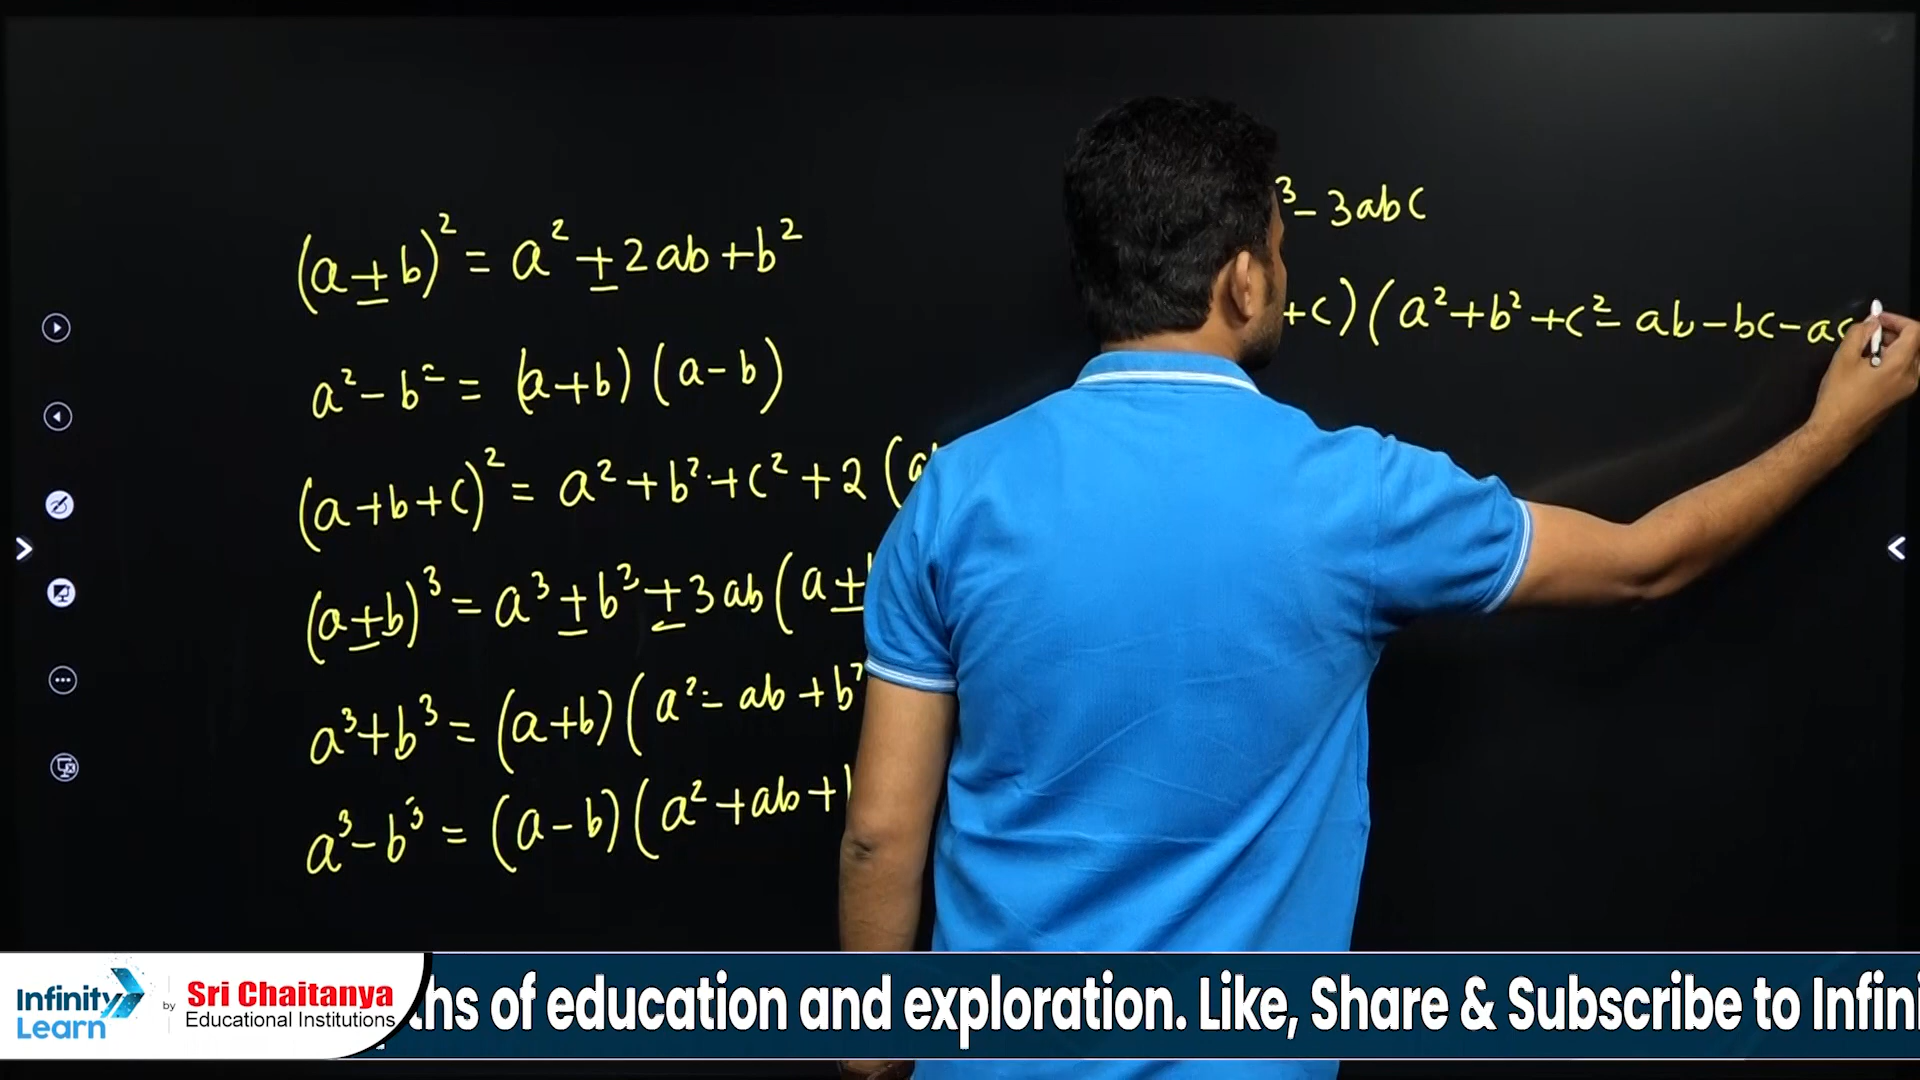 (a ± b)² = a² ± 2ab + b²
a² - b² = (a+b) (a-b)
(a+b+c)² = a² + b² + c² + 2 (a
(a±b)³ = a³ ± b³ ± 3ab (a ±
a³+b³ = (a+b) (a² - ab + b²
a³-b³ = (a-b) (a² + ab +
³ - 3abc
+c) (a² + b² + c² - ab - bc - ac
Infinity Learn
by
Sri Chaitanya
Educational Institutions
ths of education and exploration. Like, Share & Subscribe to Infini